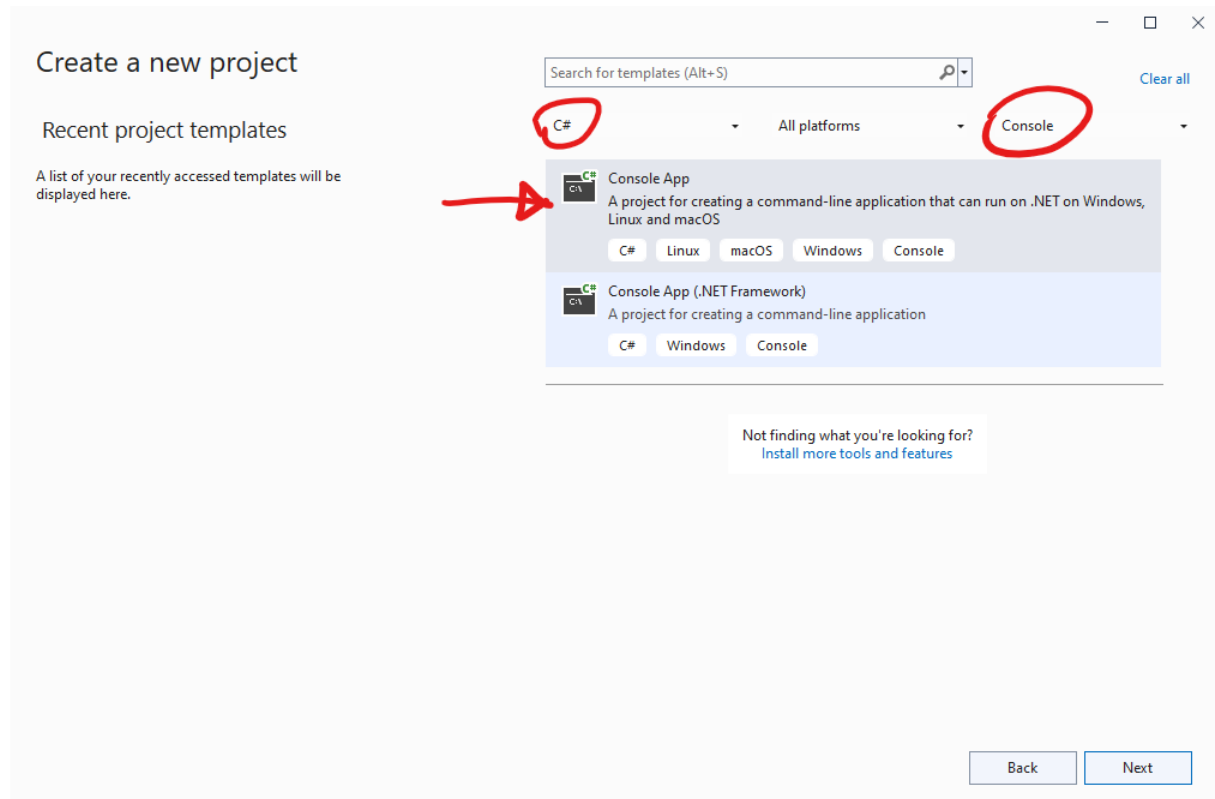 Create a new project
Search for templates (Alt+S)
Clear all
Recent project templates
C#
All platforms
Console
A list of your recently accessed templates will be
displayed here.
C#
C:\
Console App
A project for creating a command-line application that can run on .NET on Windows,
Linux and macOS
C# Linux macOS Windows Console
C#
C:\
Console App (.NET Framework)
A project for creating a command-line application
C# Windows Console
Not finding what you're looking for?
Install more tools and features
Back
Next